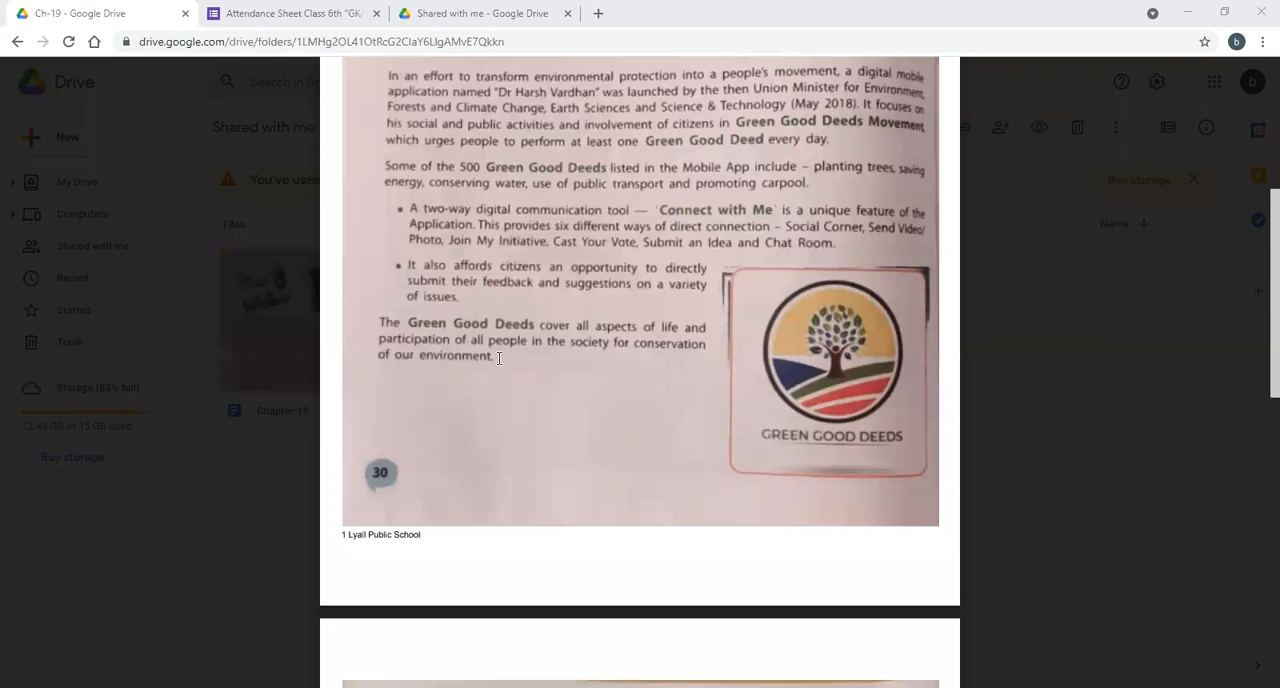 Ch-19 - Google Drive
Attendance Sheet Class 6th "GK
Shared with me - Google Drive
drive.google.com/drive/folders/1LMHg2OL41OtRcG2ClaY6LlgAMvE7Qkkn
b
Drive
Search in Dr
b
New
Shared with me
My Drive
You've used
Buy storage
Computers
Files
Name
Shared with me
Recent
Starred
Trash
Storage (83% full)
Chapter-19
12.45 GB of 15 GB used
Buy storage
In an effort to transform environmental protection into a people's movement, a digital mobile
application named "Dr Harsh Vardhan" was launched by the then Union Minister for Environment,
Forests and Climate Change, Earth Sciences and Science & Technology (May 2018). It focuses on
his social and public activities and involvement of citizens in Green Good Deeds Movement,
which urges people to perform at least one Green Good Deed every day.
Some of the 500 Green Good Deeds listed in the Mobile App include – planting trees, saving
energy, conserving water, use of public transport and promoting carpool.
• A two-way digital communication tool — 'Connect with Me' is a unique feature of the
Application. This provides six different ways of direct connection – Social Corner, Send Video/
Photo, Join My Initiative, Cast Your Vote, Submit an Idea and Chat Room.
• It also affords citizens an opportunity to directly
submit their feedback and suggestions on a variety
of issues.
The Green Good Deeds cover all aspects of life and
participation of all people in the society for conservation
of our environment.
GREEN GOOD DEEDS
30
1 Lyall Public School